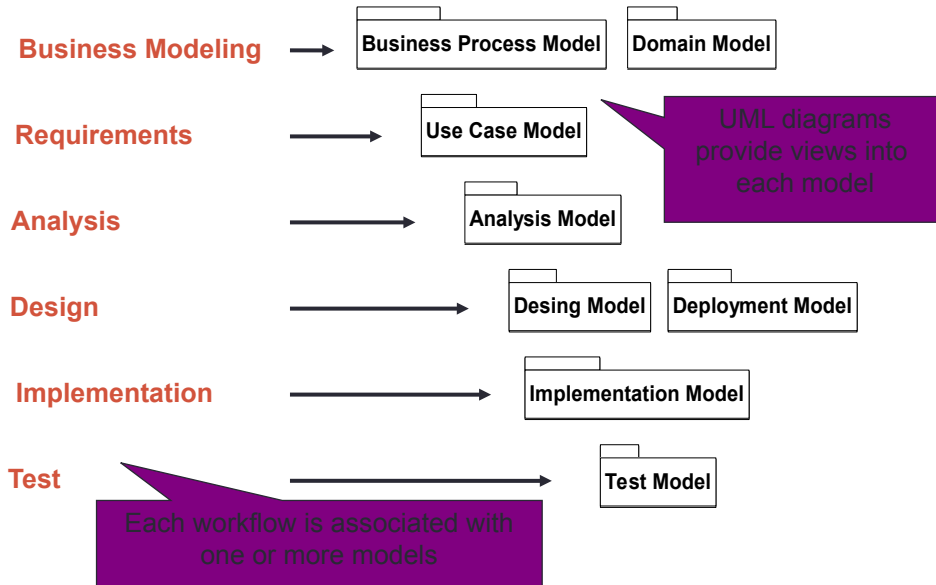 Business Modeling
Business Process Model
Domain Model
Requirements
Use Case Model
UML diagrams
provide views into
each model
Analysis
Analysis Model
Design
Desing Model
Deployment Model
Implementation
Implementation Model
Test
Test Model
Each workflow is associated with
one or more models